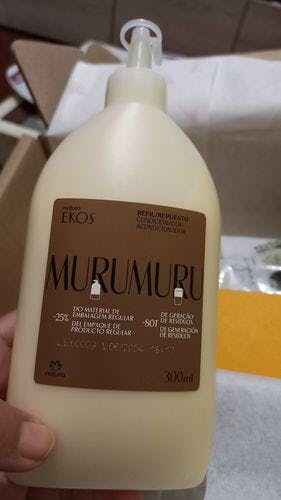 natura
EKOS
REFIL/REPUESTO
CONDICIONADOR
ACONDICIONADOR
MURUMURU
-25%
DO MATERIAL DE
EMBALAGEM REGULAR
DEL EMPAQUE DE
PRODUCTO REGULAR
-80T
DE GERAÇÃO
DE RESÍDUOS
DE GENERACIÓN
DE RESIDUOS
natura
300ml